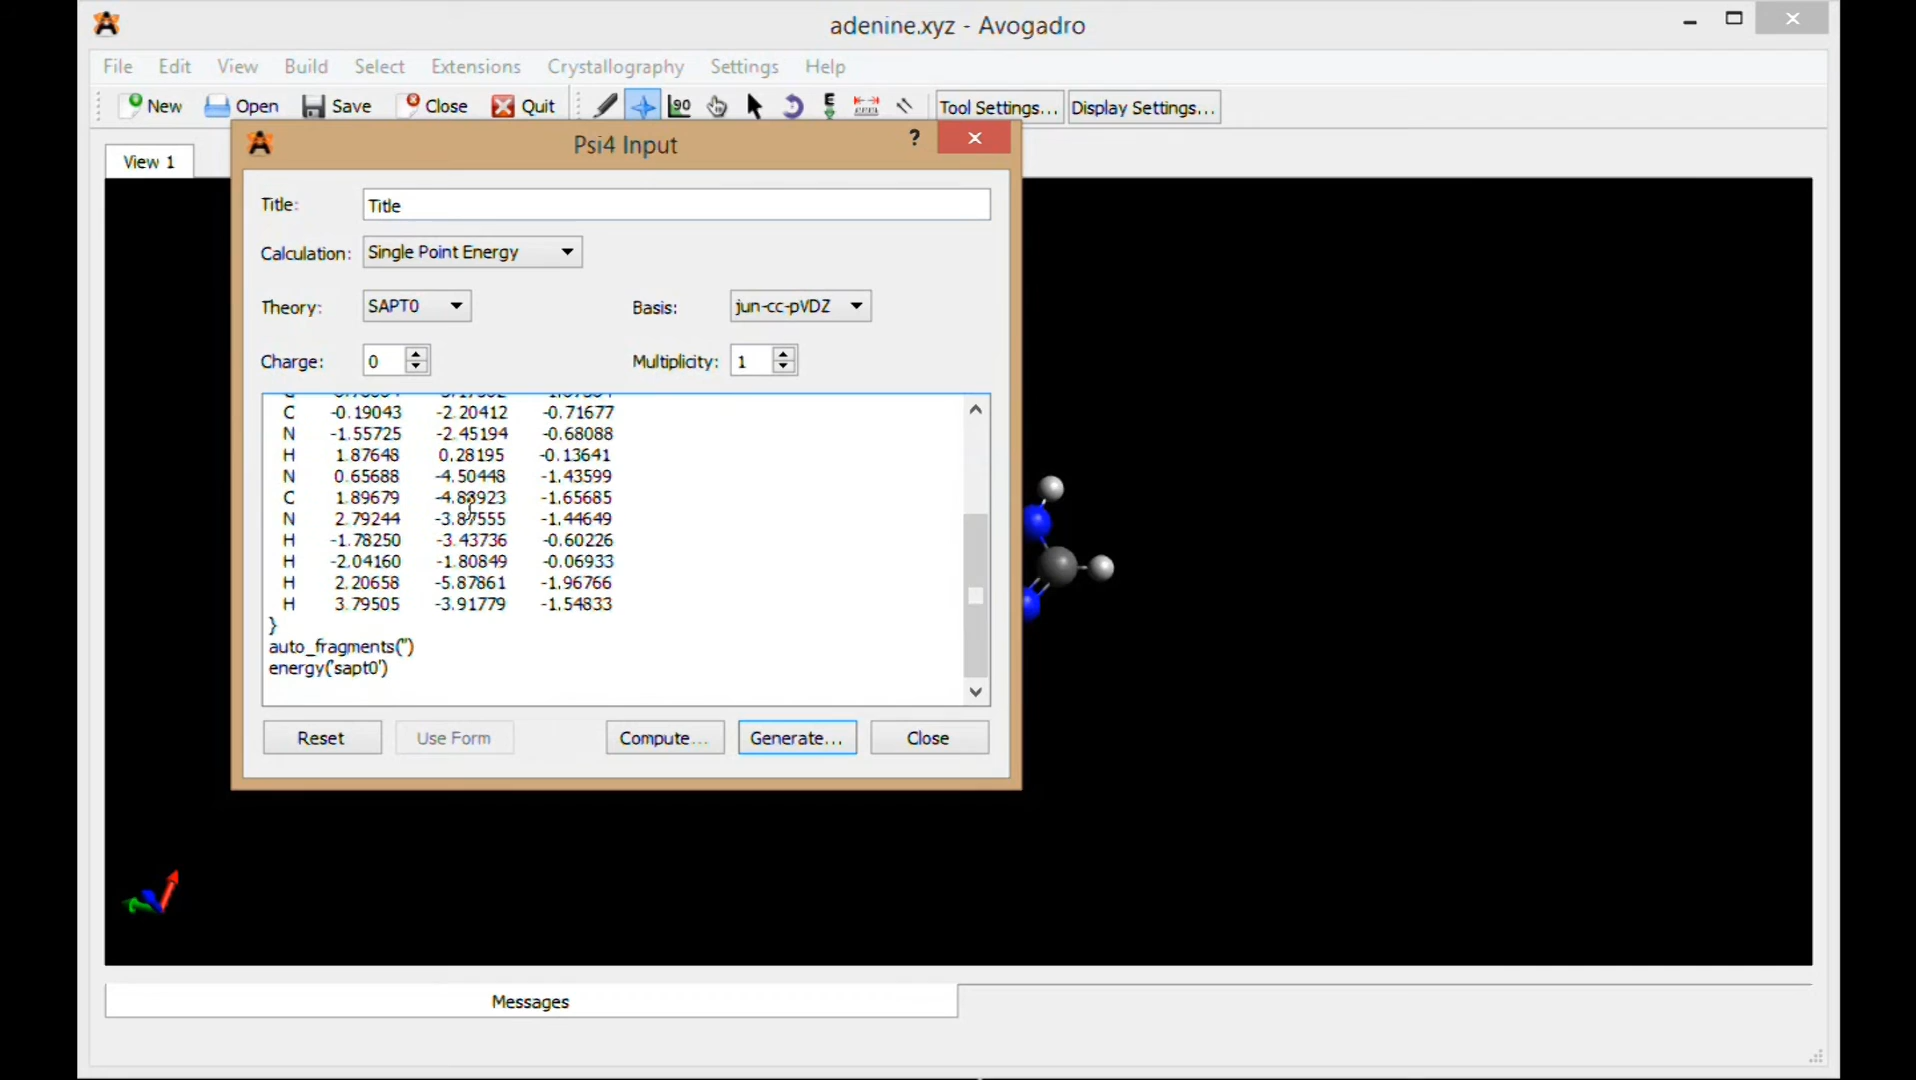 adenine.xyz - Avogadro
File Edit View Build Select Extensions Crystallography Settings Help
New Open Save Close Quit 90 E Tool Settings... Display Settings...
View 1
Psi4 Input ?
Title: Title
Calculation: Single Point Energy
Theory: SAPT0 Basis: jun-cc-pVDZ
Charge: 0 Multiplicity: 1
C -0.19043 -2.20412 -0.71677
N -1.55725 -2.45194 -0.68088
H 1.87648 0.28195 -0.13641
N 0.65688 -4.50448 -1.43599
C 1.89679 -4.83923 -1.65685
N 2.79244 -3.87555 -1.44649
H -1.78250 -3.43736 -0.60226
H -2.04160 -1.80849 -0.06933
H 2.20658 -5.87861 -1.96766
H 3.79505 -3.91779 -1.54833
}
auto_fragments('')
energy('sapt0')
Reset Use Form Compute... Generate... Close
Messages